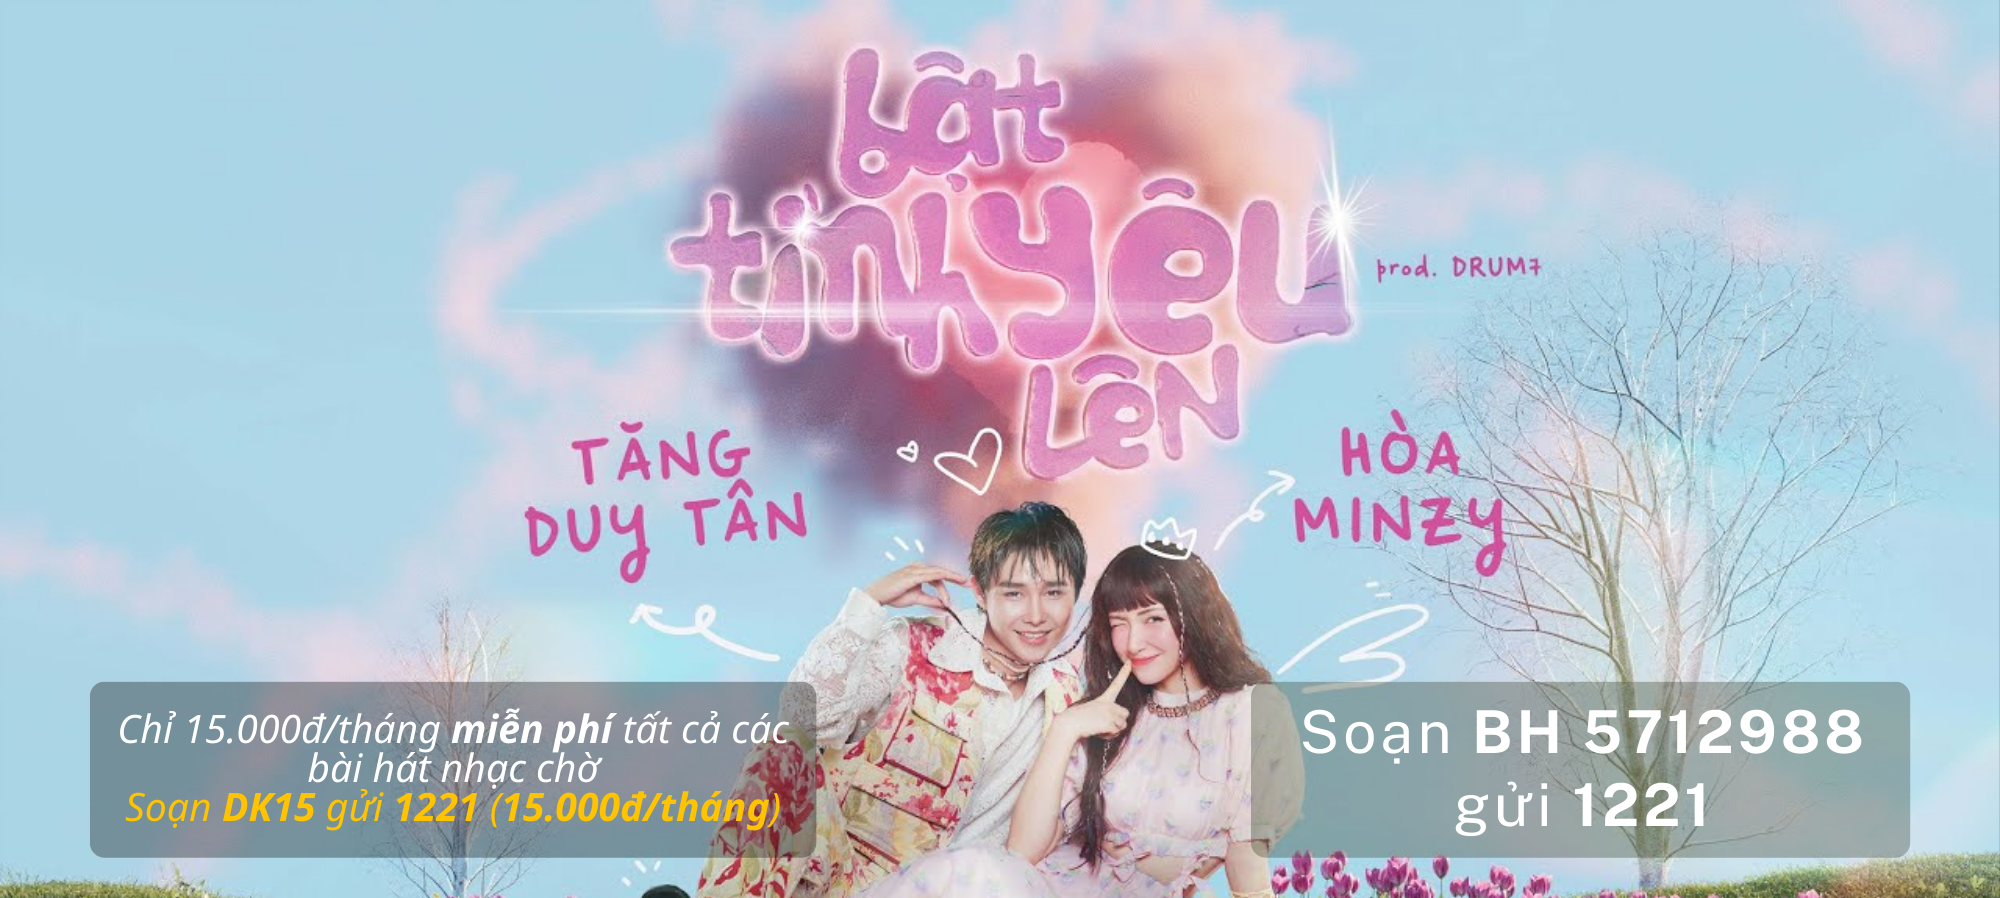 bật
tình yêu
lên
prod. DRUM7
TĂNG
DUY TÂN
HÒA
MINZY
Chỉ 15.000đ/tháng miễn phí tất cả các
bài hát nhạc chờ
Soạn DK15 gửi 1221 (15.000đ/tháng)
Soạn BH 5712988
gửi 1221